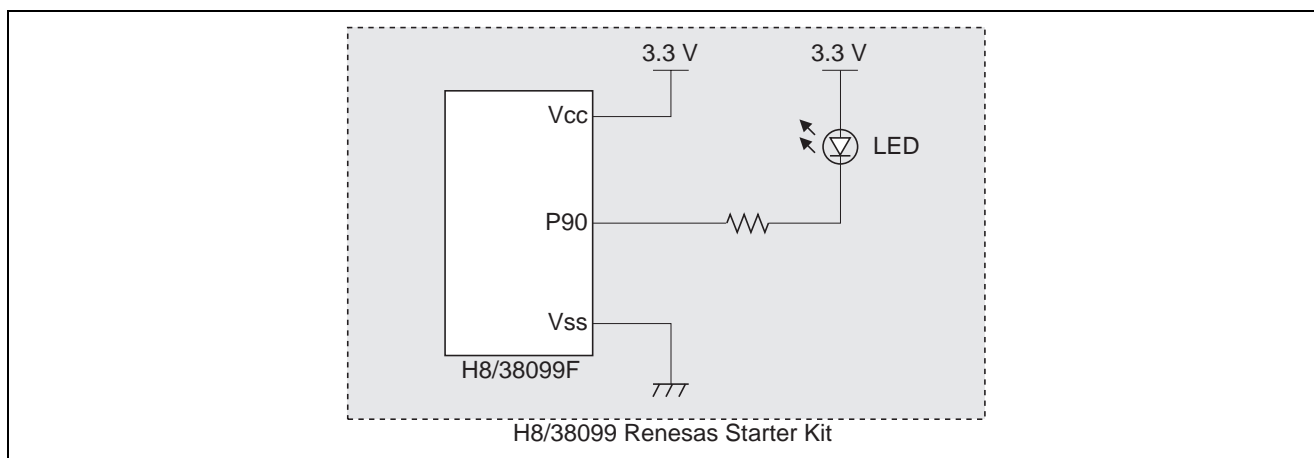 3.3 V 3.3 V
Vcc
LED
P90
Vss
H8/38099F
H8/38099 Renesas Starter Kit